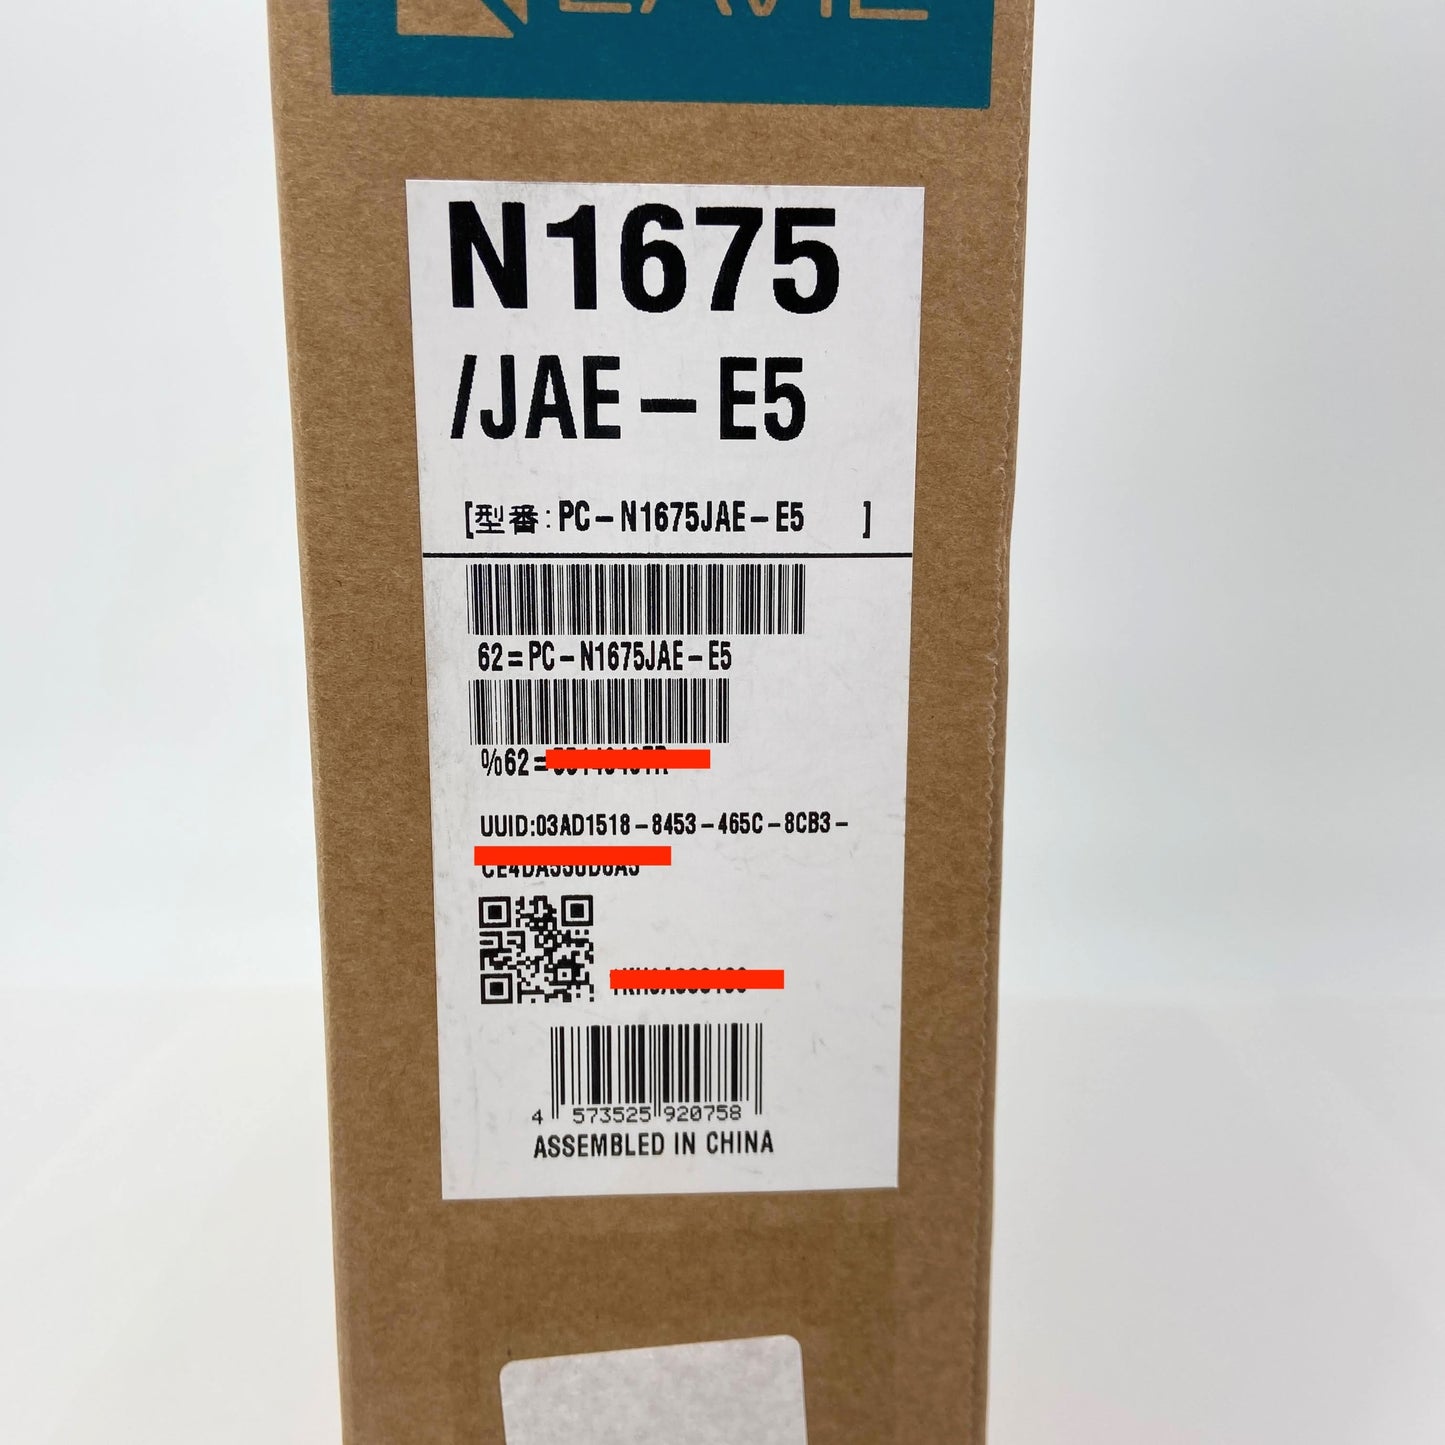 LAVIE
N1675
/JAE-E5
[型番:PC-N1675JAE-E5 ]
62=PC-N1675JAE-E5
%62=
UUID:03AD1518-8453-465C-8CB3-
4 573525 920758
ASSEMBLED IN CHINA